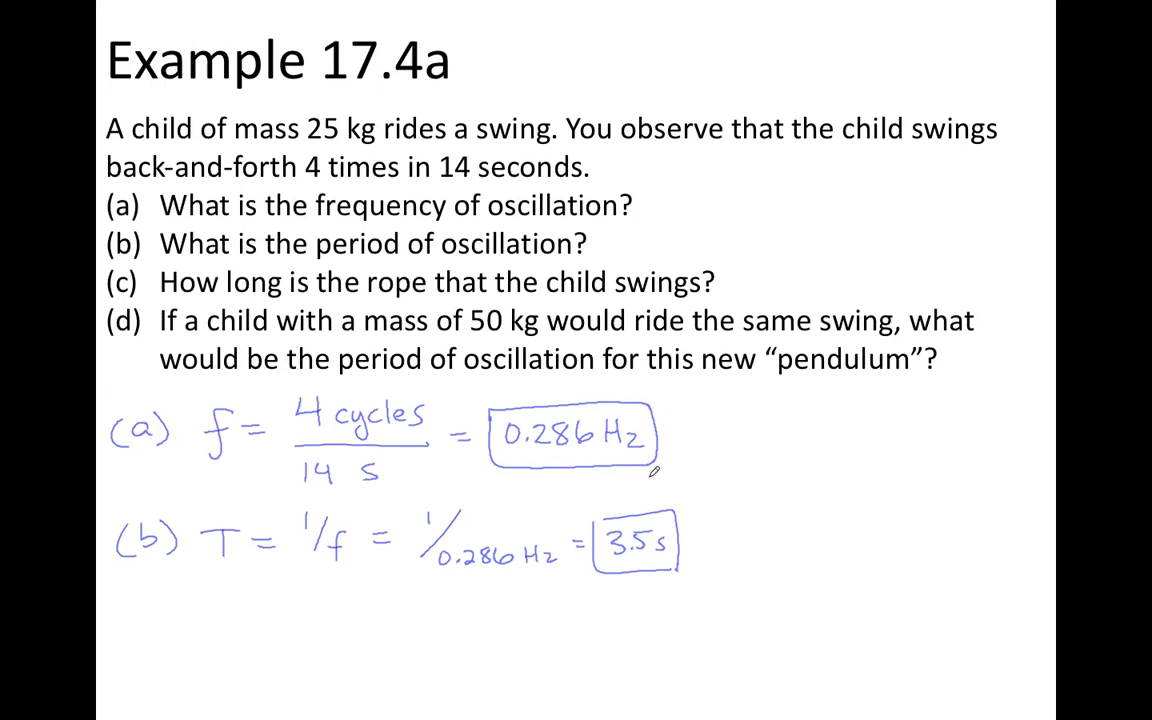 Example 17.4a
A child of mass 25 kg rides a swing. You observe that the child swings
back-and-forth 4 times in 14 seconds.
(a) What is the frequency of oscillation?
(b) What is the period of oscillation?
(c) How long is the rope that the child swings?
(d) If a child with a mass of 50 kg would ride the same swing, what
would be the period of oscillation for this new “pendulum”?
(a) f = 4 cycles / 14 s = 0.286 Hz
(b) T = 1/f = 1/0.286 Hz = 3.5 s